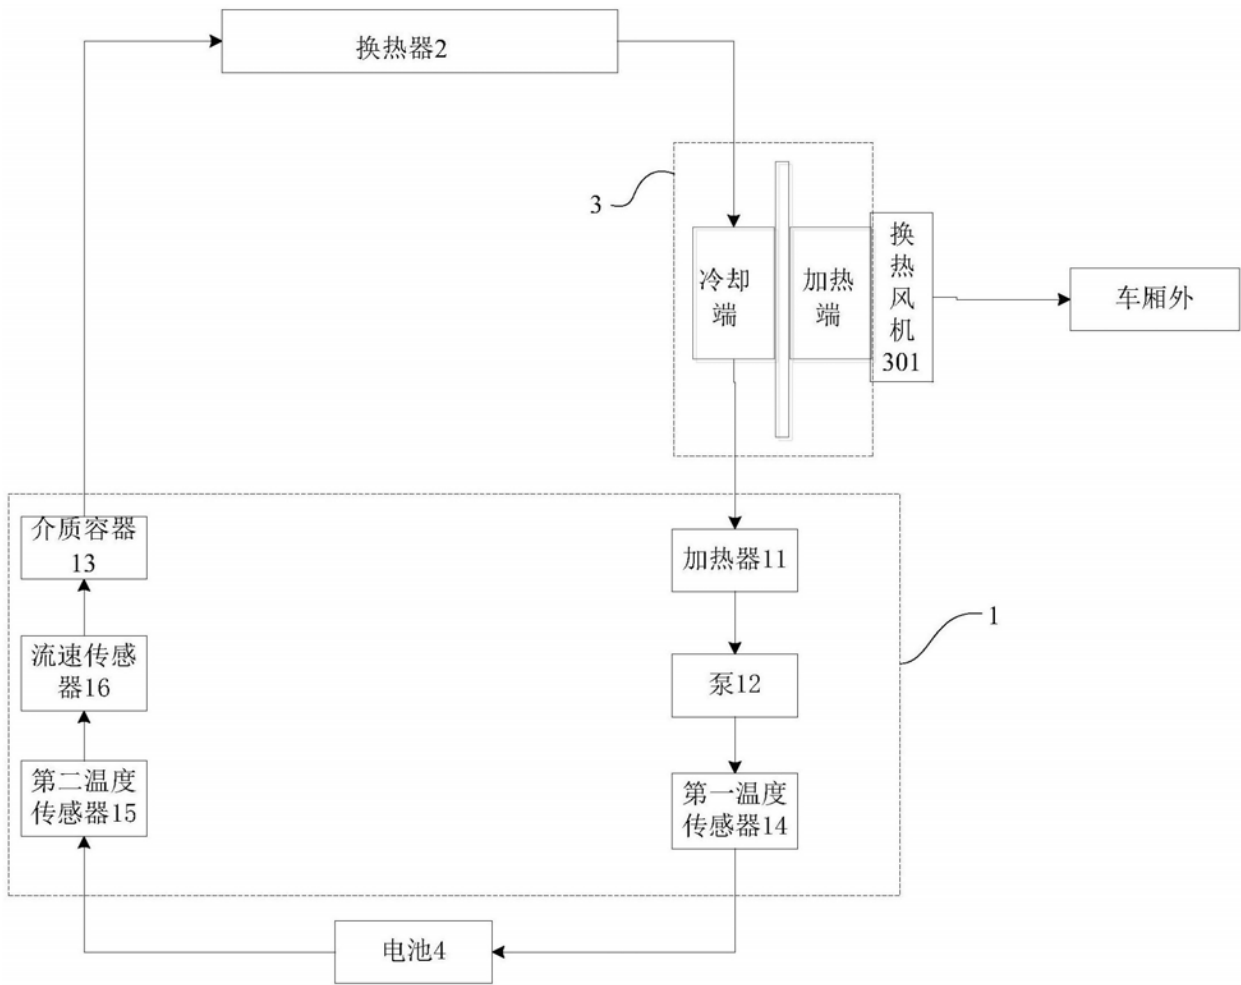 换热器2
3
冷却
端
加热
端
换
热
风
机
301
车厢外
介质容器
13
加热器11
1
流速传感
器16
泵12
第二温度
传感器15
第一温度
传感器14
电池4